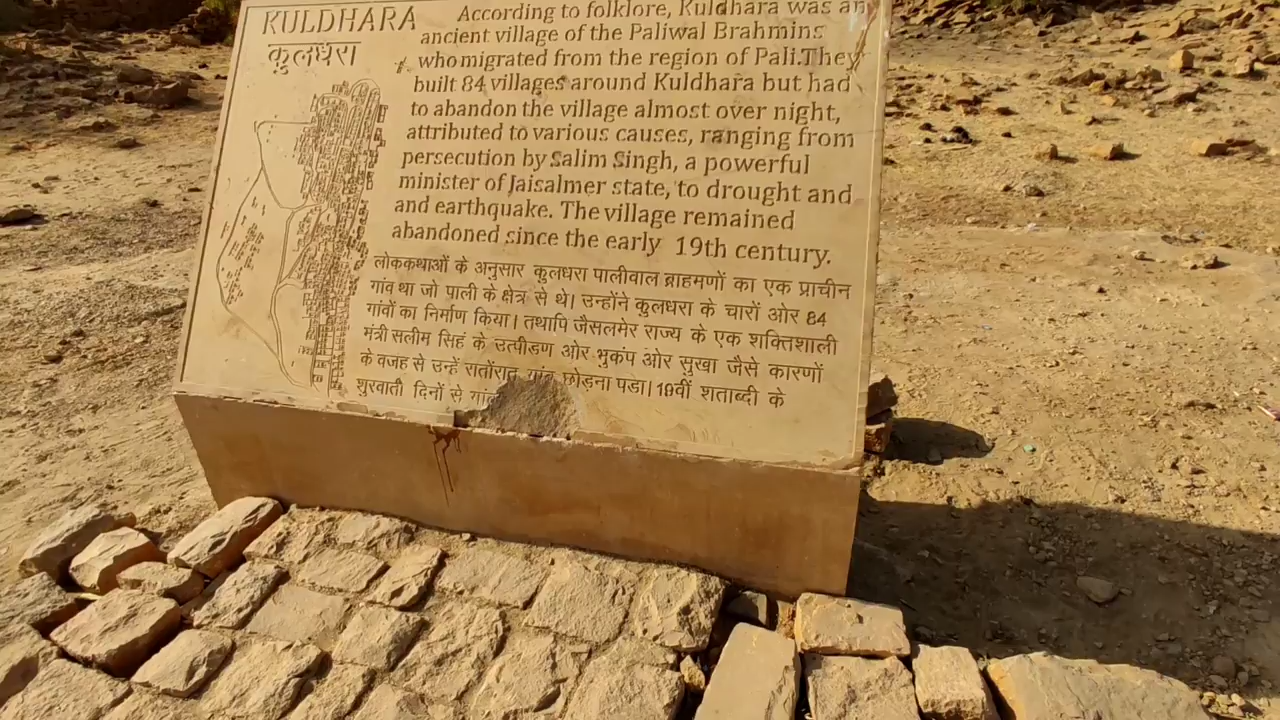 KULDHARA
कुलधरा
According to folklore, Kuldhara was an
ancient village of the Paliwal Brahmins
who migrated from the region of Pali. They
built 84 villages around Kuldhara but had
to abandon the village almost over night,
attributed to various causes, ranging from
persecution by Salim Singh, a powerful
minister of Jaisalmer state, to drought and
and earthquake. The village remained
abandoned since the early 19th century.
लोककथाओं के अनुसार कुलधरा पालीवाल ब्राहमणों का एक प्राचीन
गांव था जो पाली के क्षेत्र से थे। उन्होंने कुलधरा के चारों ओर 84
गांवों का निर्माण किया। तथापि जैसलमेर राज्य के एक शक्तिशाली
मंत्री सलीम सिहं के उत्पीडण ओर भुकंप ओर सुखा जैसे कारणों
के वजह से उन्हें रातोंरात गांव छोड़ना पडा। 19वीं शताब्दी के
शुरवाती दिनों से